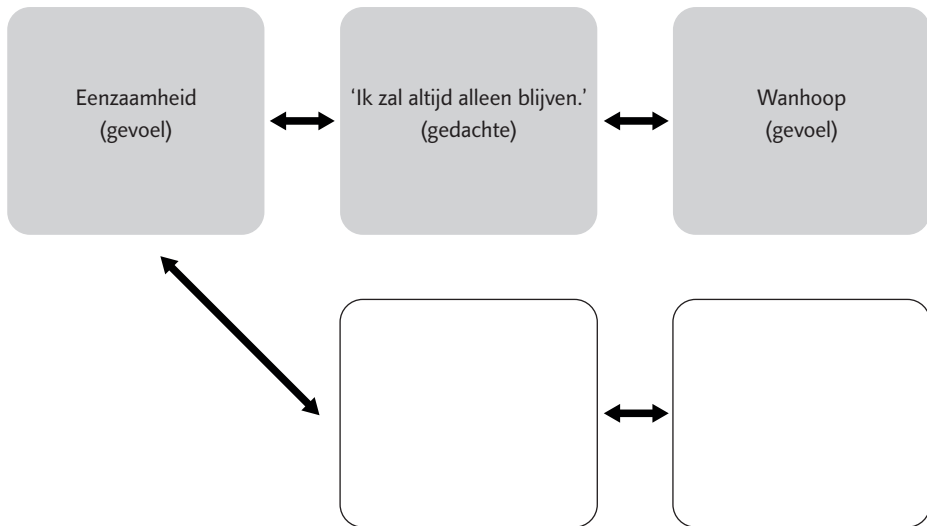 Eenzaamheid
(gevoel)
‘Ik zal altijd alleen blijven.’
(gedachte)
Wanhoop
(gevoel)